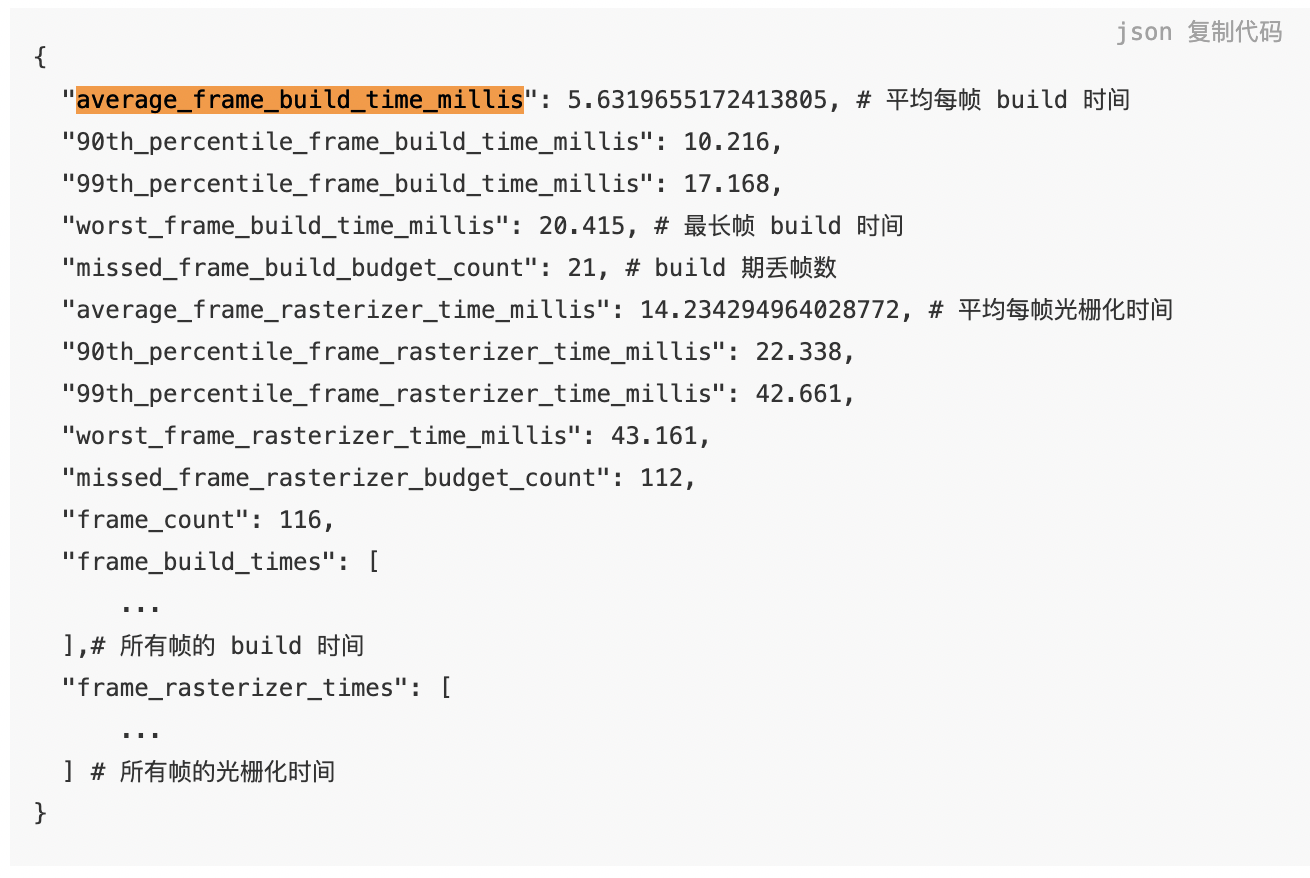 json 复制代码
{
"average_frame_build_time_millis": 5.6319655172413805, # 平均每帧 build 时间
"90th_percentile_frame_build_time_millis": 10.216,
"99th_percentile_frame_build_time_millis": 17.168,
"worst_frame_build_time_millis": 20.415, # 最长帧 build 时间
"missed_frame_build_budget_count": 21, # build 期丢帧数
"average_frame_rasterizer_time_millis": 14.234294964028772, # 平均每帧光栅化时间
"90th_percentile_frame_rasterizer_time_millis": 22.338,
"99th_percentile_frame_rasterizer_time_millis": 42.661,
"worst_frame_rasterizer_time_millis": 43.161,
"missed_frame_rasterizer_budget_count": 112,
"frame_count": 116,
"frame_build_times": [
...
],# 所有帧的 build 时间
"frame_rasterizer_times": [
...
] # 所有帧的光栅化时间
}